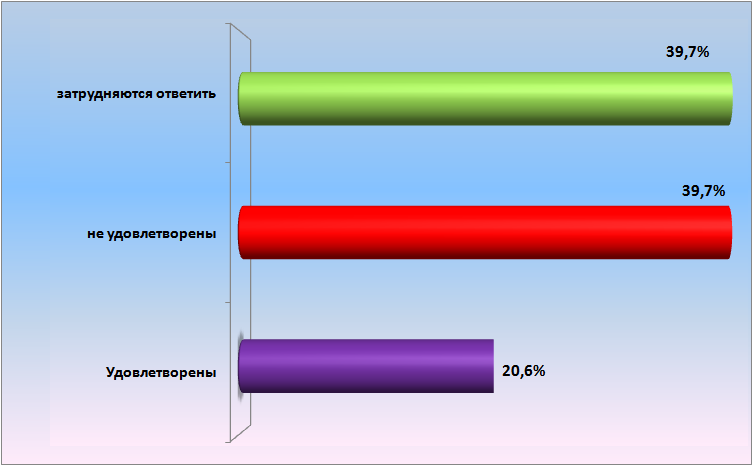 39,7%
затрудняются ответить
39,7%
не удовлетворены
Удовлетворены
20,6%